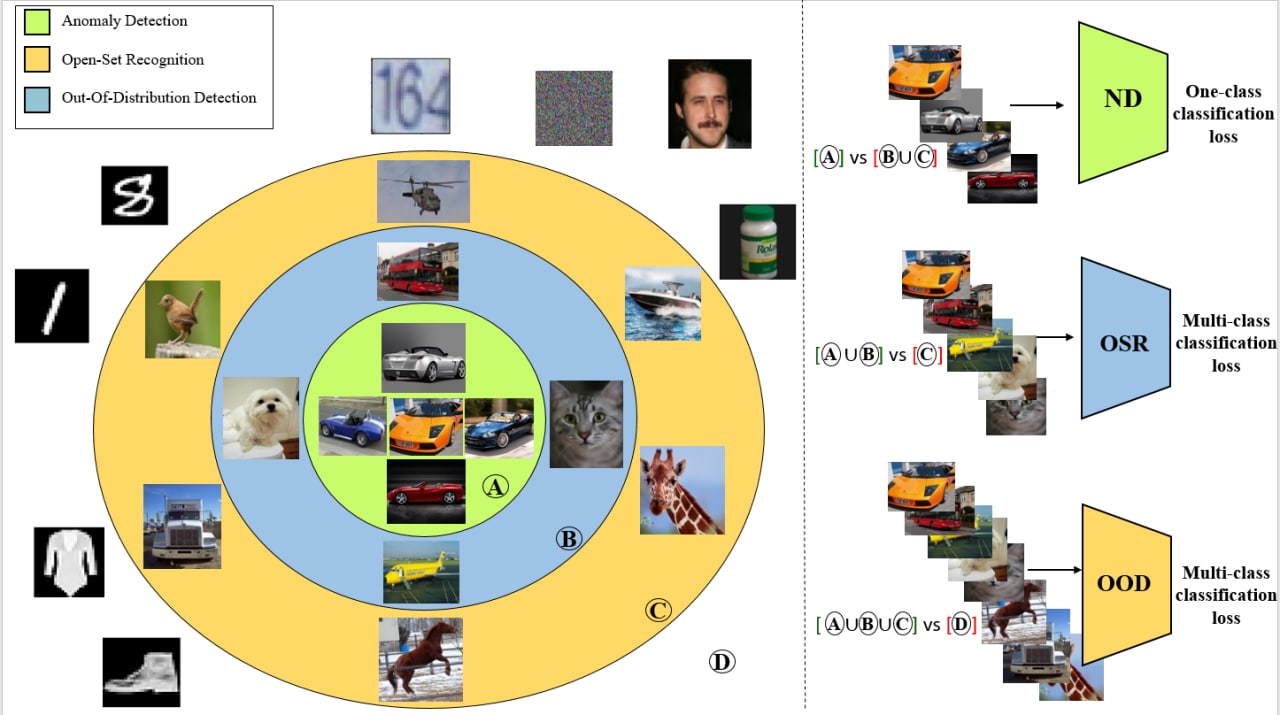 Anomaly Detection
Open-Set Recognition
Out-Of-Distribution Detection
164
A
B
C
D
[A] vs [B∪C]
ND
One-class
classification
loss
[A∪B] vs [C]
OSR
Multi-class
classification
loss
[A∪B∪C] vs [D]
OOD
Multi-class
classification
loss